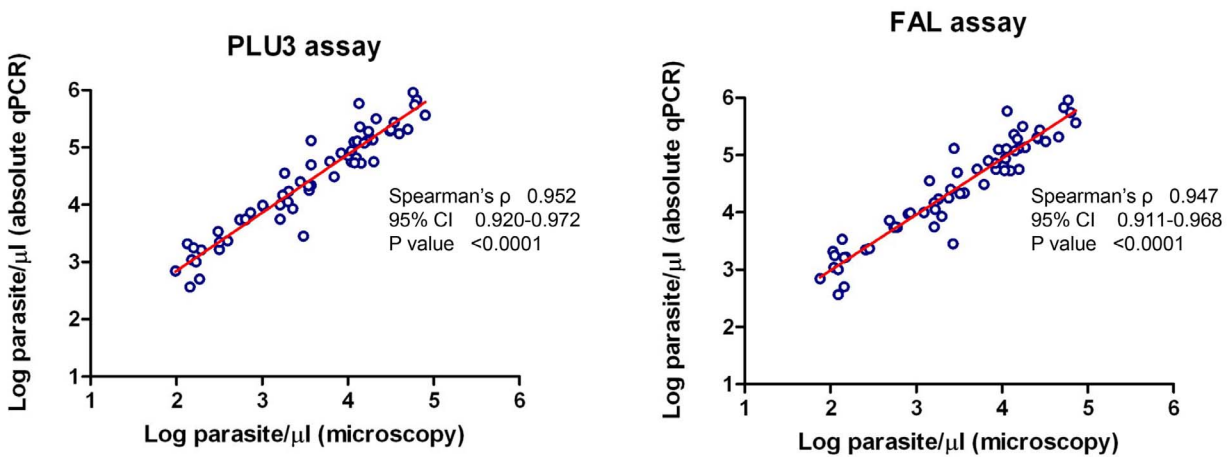 PLU3 assay
Log parasite/μl (absolute qPCR)
6
5
4
3
2
1
1 2 3 4 5 6
Log parasite/μl (microscopy)
Spearman's ρ 0.952
95% CI 0.920-0.972
P value <0.0001
FAL assay
Log parasite/μl (absolute qPCR)
6
5
4
3
2
1
1 2 3 4 5 6
Log parasite/μl (microscopy)
Spearman's ρ 0.947
95% CI 0.911-0.968
P value <0.0001